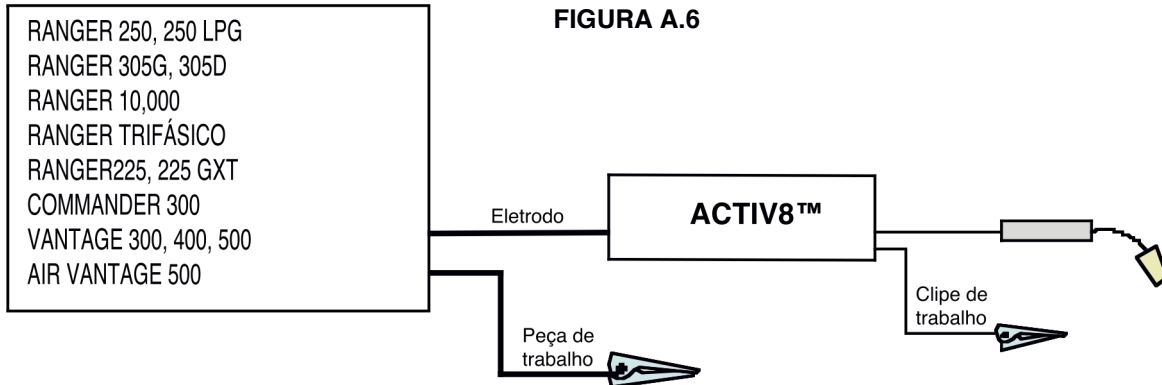 FIGURA A.6
RANGER 250, 250 LPG
RANGER 305G, 305D
RANGER 10,000
RANGER TRIFÁSICO
RANGER225, 225 GXT
COMMANDER 300
VANTAGE 300, 400, 500
AIR VANTAGE 500
Eletrodo
ACTIV8™
Peça de
trabalho
Clipe de
trabalho